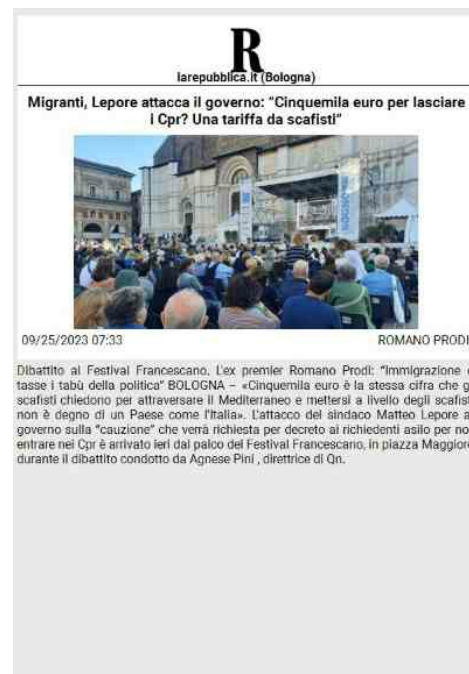 R
larepubblica.it (Bologna)
Migranti, Lepore attacca il governo: "Cinquemila euro per lasciare
i Cpr? Una tariffa da scafisti"
09/25/2023 07:33 ROMANO PRODI
Dibattito al Festival Francescano. L'ex premier Romano Prodi: "Immigrazione e
tasse i tabù della politica" BOLOGNA – «Cinquemila euro è la stessa cifra che g
scafisti chiedono per attraversare il Mediterraneo e mettersi a livello degli scafist
non è degno di un Paese come l'Italia». L'attacco del sindaco Matteo Lepore a
governo sulla "cauzione" che verrà richiesta per decreto ai richiedenti asilo per no
entrare nei Cpr è arrivato ieri dal palco del Festival Francescano, in piazza Maggiore
durante il dibattito condotto da Agnese Pini , direttrice di Qn.